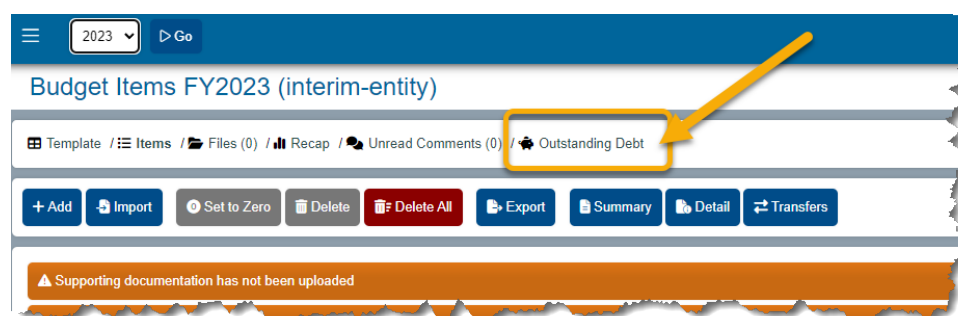 2023 Go
Budget Items FY2023 (interim-entity)
Template / Items / Files (0) / Recap / Unread Comments (0) / Outstanding Debt
+ Add Import Set to Zero Delete Delete All Export Summary Detail Transfers
Supporting documentation has not been uploaded